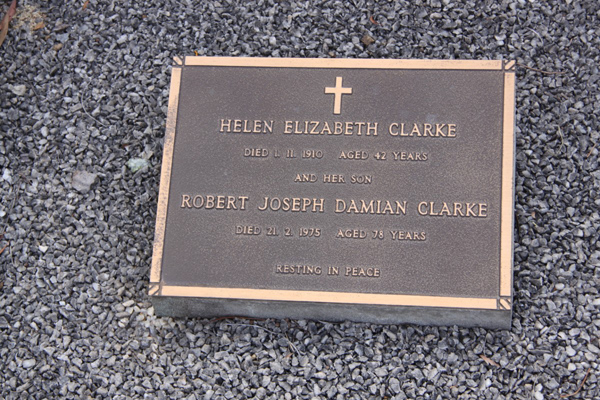 HELEN ELIZABETH CLARKE
DIED 1. 11. 1910 AGED 42 YEARS
AND HER SON
ROBERT JOSEPH DAMIAN CLARKE
DIED 21. 2. 1975 AGED 78 YEARS
RESTING IN PEACE